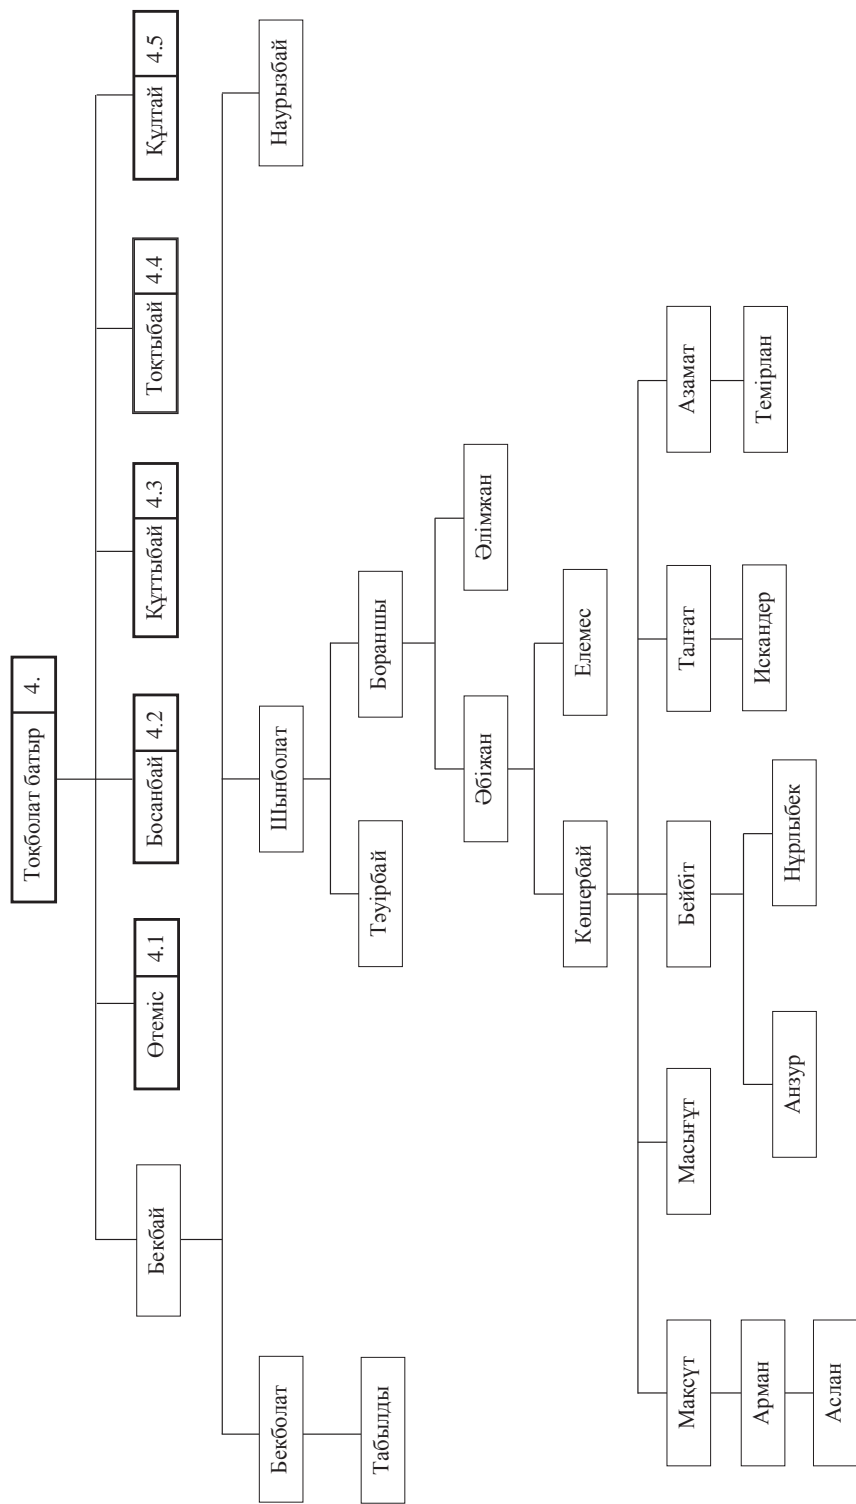 Тоқболат батыр 4.
Бекбай
Өтеміс 4.1
Босанбай 4.2
Құттыбай 4.3
Тоқтыбай 4.4
Құлтай 4.5
Бекболат
Шынболат
Наурызбай
Табылды
Тәуірбай
Бораншы
Әбіжан
Әлімжан
Көшербай
Елемес
Мақсұт
Масығұт
Бейбіт
Талғат
Азамат
Арман
Анзур
Нұрлыбек
Искандер
Темірлан
Аслан